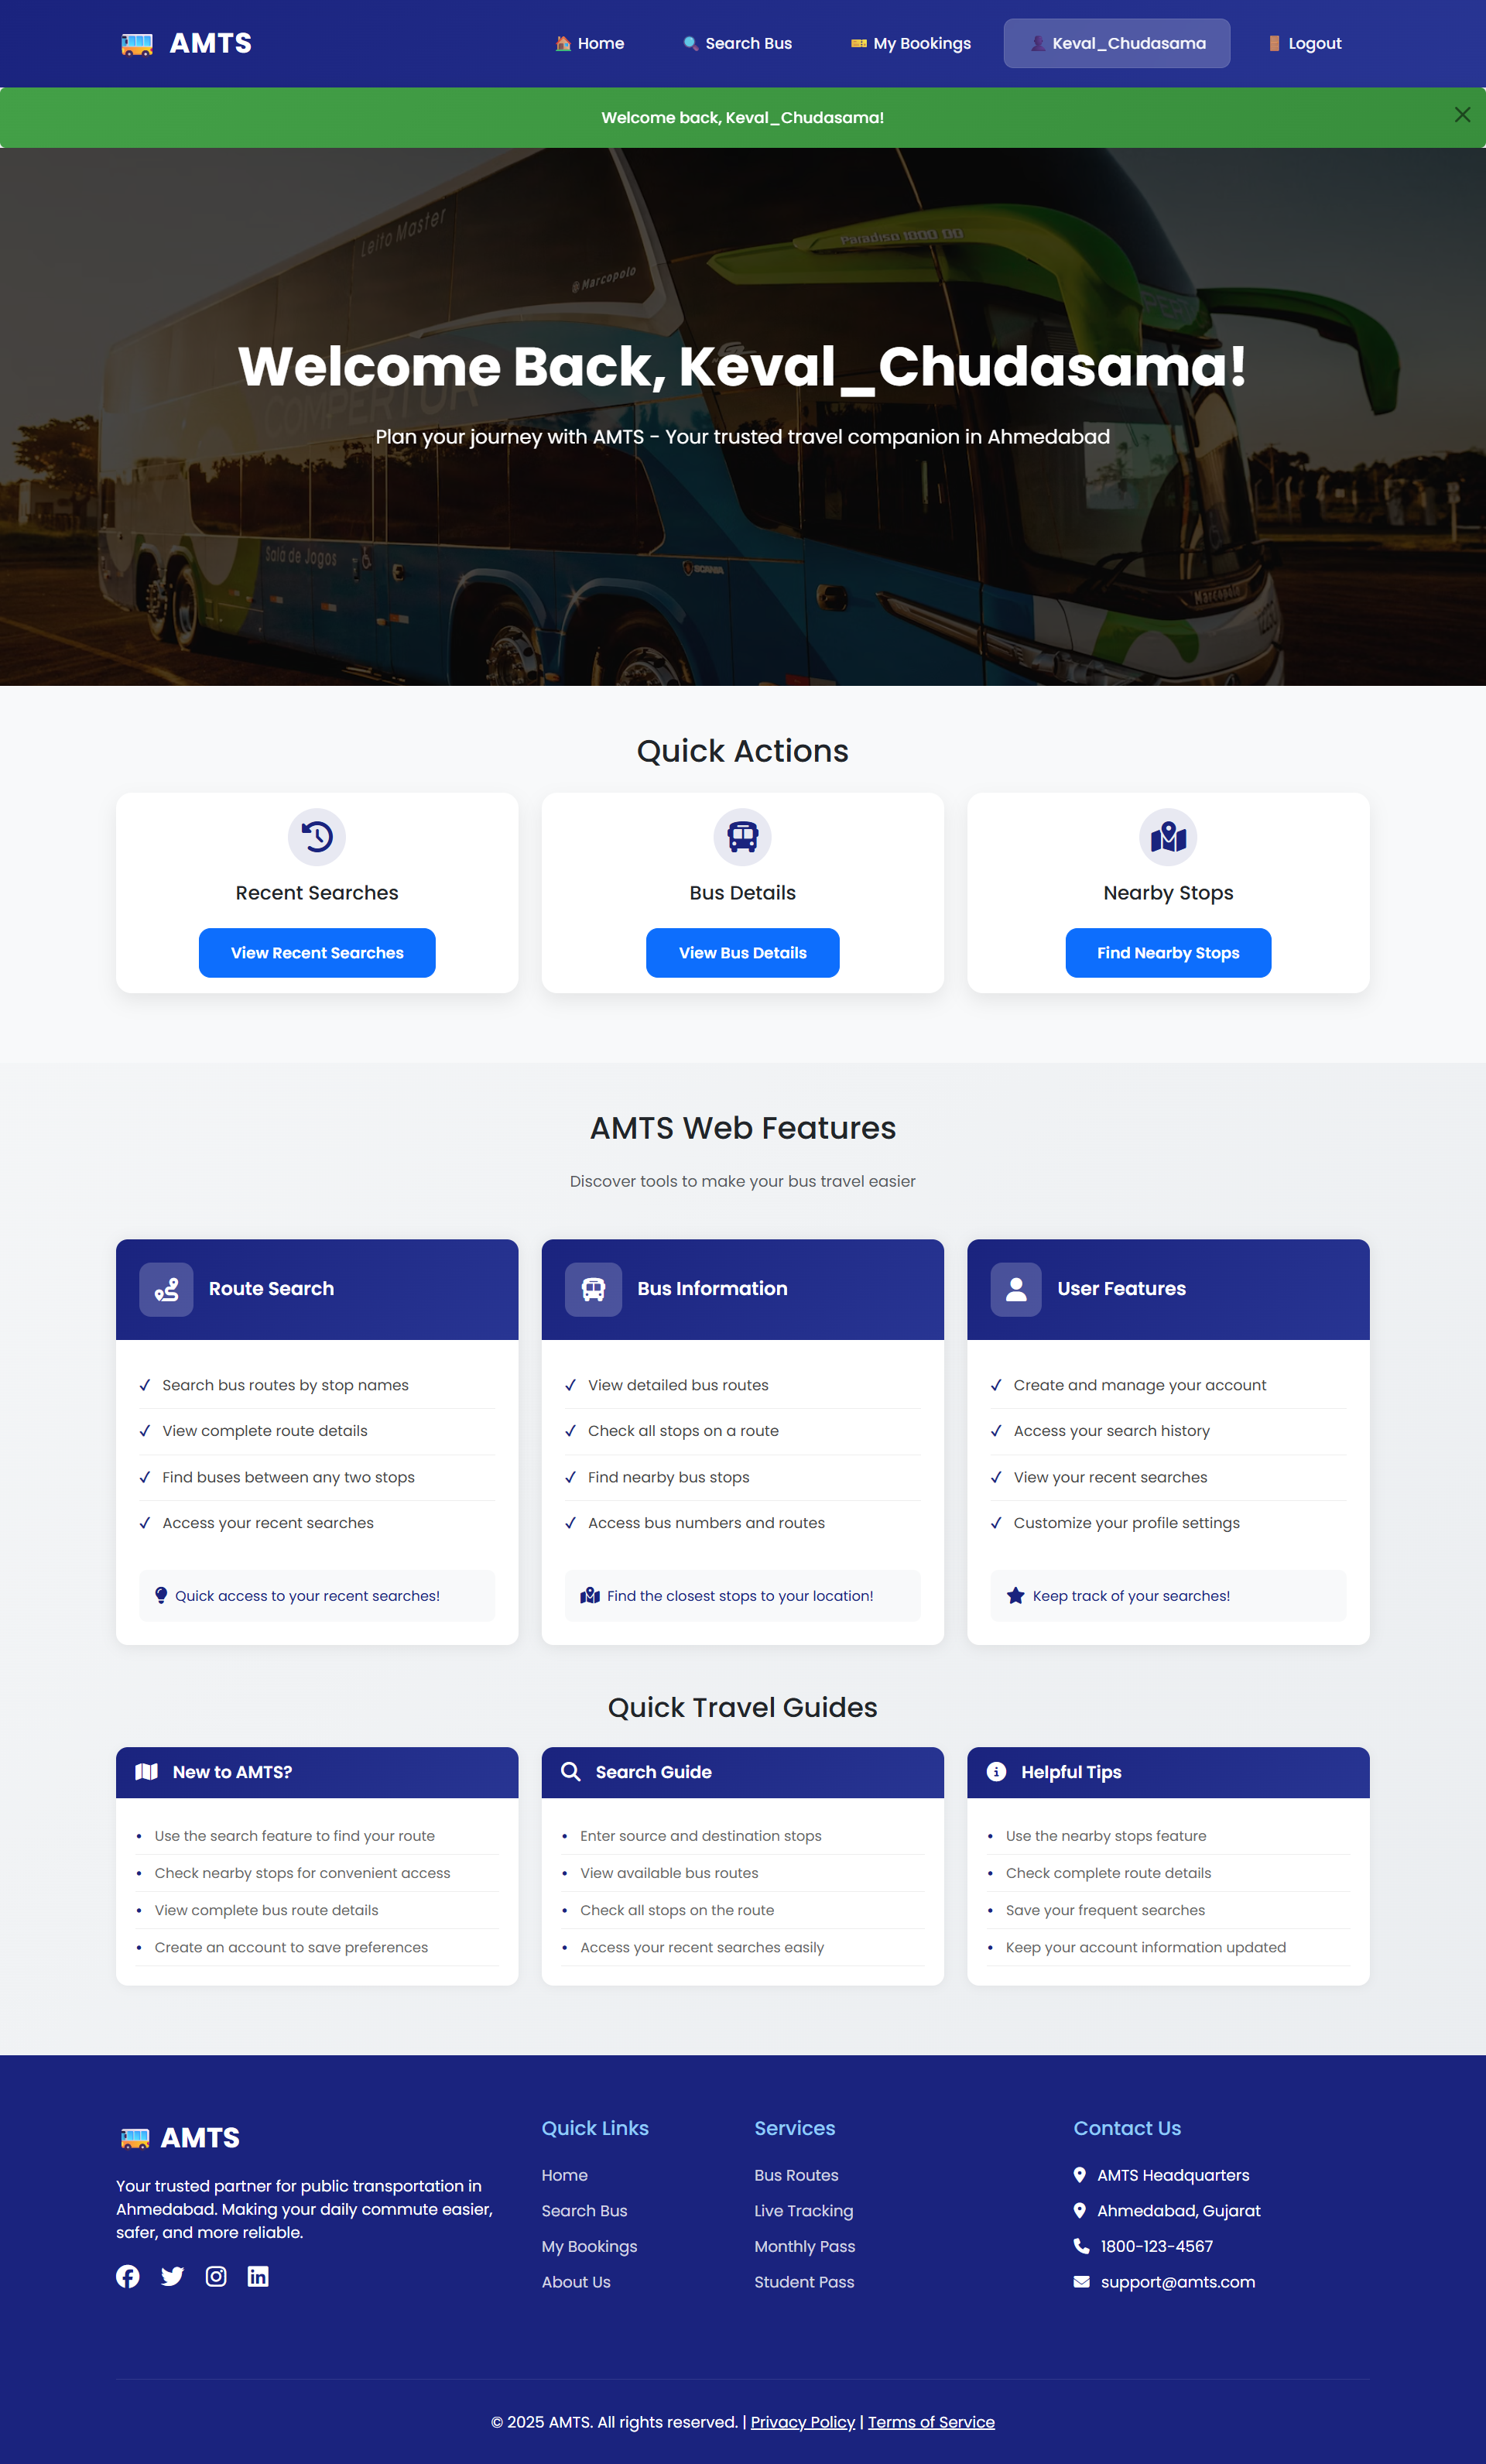 AMTS
Home
Search Bus
My Bookings
Keval_Chudasama
Logout
Welcome back, Keval_Chudasama!
Leito Master
Marcopolo
Paradiso 1800 DD
COMPERTUR
Welcome Back, Keval_Chudasama!
Plan your journey with AMTS - Your trusted travel companion in Ahmedabad
Salã de Jogos
SCANIA
Marcopolo
Quick Actions
Recent Searches
View Recent Searches
Bus Details
View Bus Details
Nearby Stops
Find Nearby Stops
AMTS Web Features
Discover tools to make your bus travel easier
Route Search
Search bus routes by stop names
View complete route details
Find buses between any two stops
Access your recent searches
Quick access to your recent searches!
Bus Information
View detailed bus routes
Check all stops on a route
Find nearby bus stops
Access bus numbers and routes
Find the closest stops to your location!
User Features
Create and manage your account
Access your search history
View your recent searches
Customize your profile settings
Keep track of your searches!
Quick Travel Guides
New to AMTS?
• Use the search feature to find your route
• Check nearby stops for convenient access
• View complete bus route details
• Create an account to save preferences
Search Guide
• Enter source and destination stops
• View available bus routes
• Check all stops on the route
• Access your recent searches easily
Helpful Tips
• Use the nearby stops feature
• Check complete route details
• Save your frequent searches
• Keep your account information updated
AMTS
Your trusted partner for public transportation in
Ahmedabad. Making your daily commute easier,
safer, and more reliable.
Quick Links
Home
Search Bus
My Bookings
About Us
Services
Bus Routes
Live Tracking
Monthly Pass
Student Pass
Contact Us
AMTS Headquarters
Ahmedabad, Gujarat
1800-123-4567
support@amts.com
© 2025 AMTS. All rights reserved. | Privacy Policy | Terms of Service